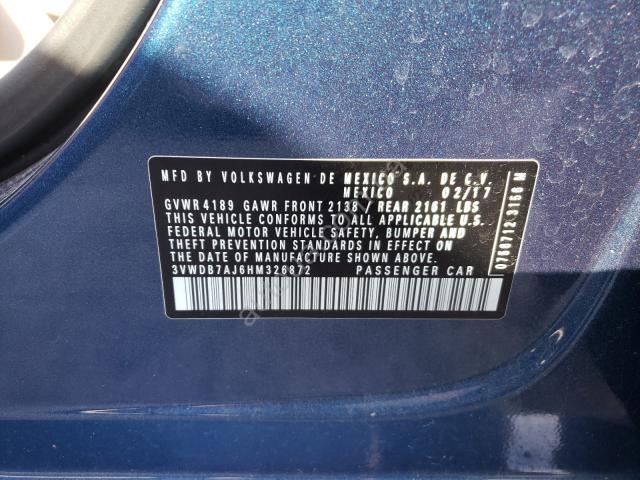 MFD BY VOLKSWAGEN DE MEXICO S.A. DE C.V.
MEXICO 02/17
GVWR 4189 GAWR FRONT 2138 REAR 2161 LBS
THIS VEHICLE CONFORMS TO ALL APPLICABLE U.S.
FEDERAL MOTOR VEHICLE SAFETY, BUMPER AND
THEFT PREVENTION STANDARDS IN EFFECT ON
THE DATE OF MANUFACTURE SHOWN ABOVE
3VWDB7AJ6HM326872 PASSENGER CAR